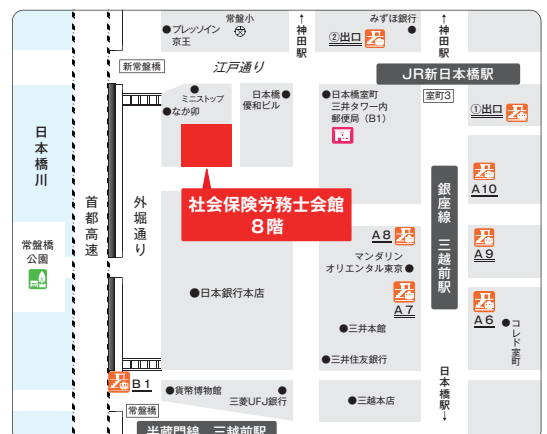 常盤小
●プレッソイン
京王
↑神田駅
みずほ銀行
②出口
↑神田駅
新常盤橋
江戸通り
JR新日本橋駅
室町3
①出口
ミニストップ
●なか卯
日本橋●
優和ビル
●日本橋室町
三井タワー内
郵便局(B1)
日本橋川
首都高速
外堀通り
社会保険労務士会館
8階
銀座線 三越前駅
A10
A8
マンダリン
オリエンタル東京●
A9
常盤橋
公園
●日本銀行本店
A7
A6
●コレド室町
●三井本館
●三井住友銀行
B1
●貨幣博物館
三菱UFJ銀行
●三越本店
日本橋駅↓
常盤橋
半蔵門線 三越前駅